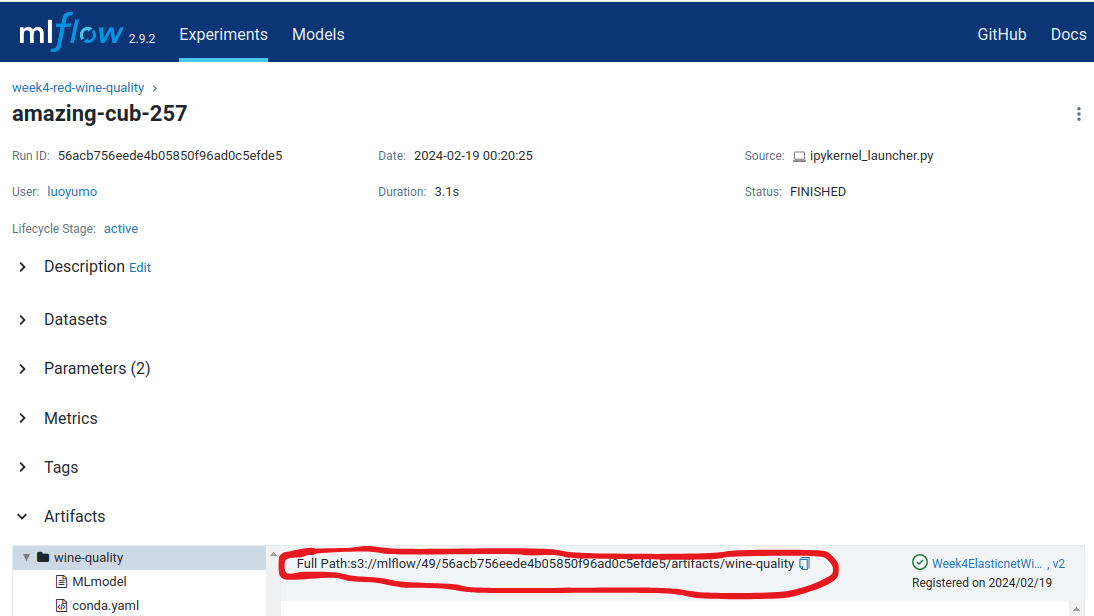 mlflow 2.9.2 Experiments Models GitHub Docs
week4-red-wine-quality >
amazing-cub-257
Run ID: 56acb756eede4b05850f96ad0c5efde5 Date: 2024-02-19 00:20:25 Source: ipykernel_launcher.py
User: luoyumo Duration: 3.1s Status: FINISHED
Lifecycle Stage: active
Description Edit
Datasets
Parameters (2)
Metrics
Tags
Artifacts
wine-quality Full Path:s3://mlflow/49/56acb756eede4b05850f96ad0c5efde5/artifacts/wine-quality Week4ElasticnetWi... , v2
MLmodel Registered on 2024/02/19
conda.yaml